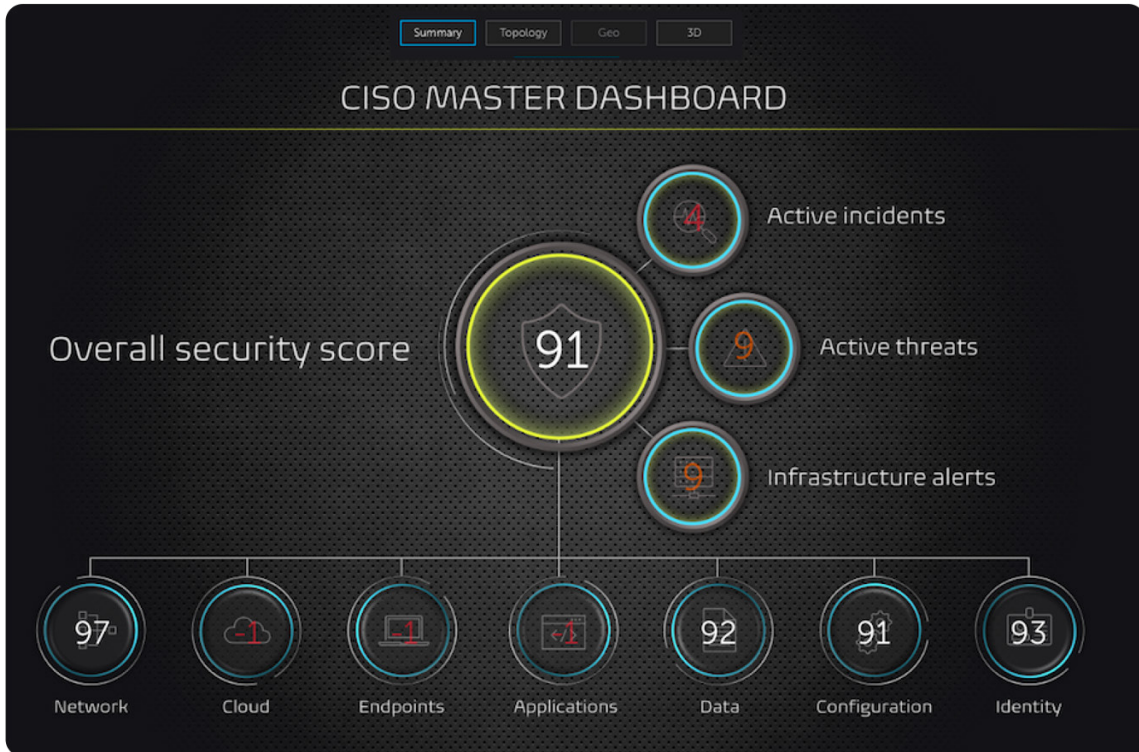 Summary
Topology
Geo
3D
CISO MASTER DASHBOARD
4
Active incidents
Overall security score
91
9
Active threats
9
Infrastructure alerts
97
-1
-1
</>
-1
92
91
93
Network
Cloud
Endpoints
Applications
Data
Configuration
Identity